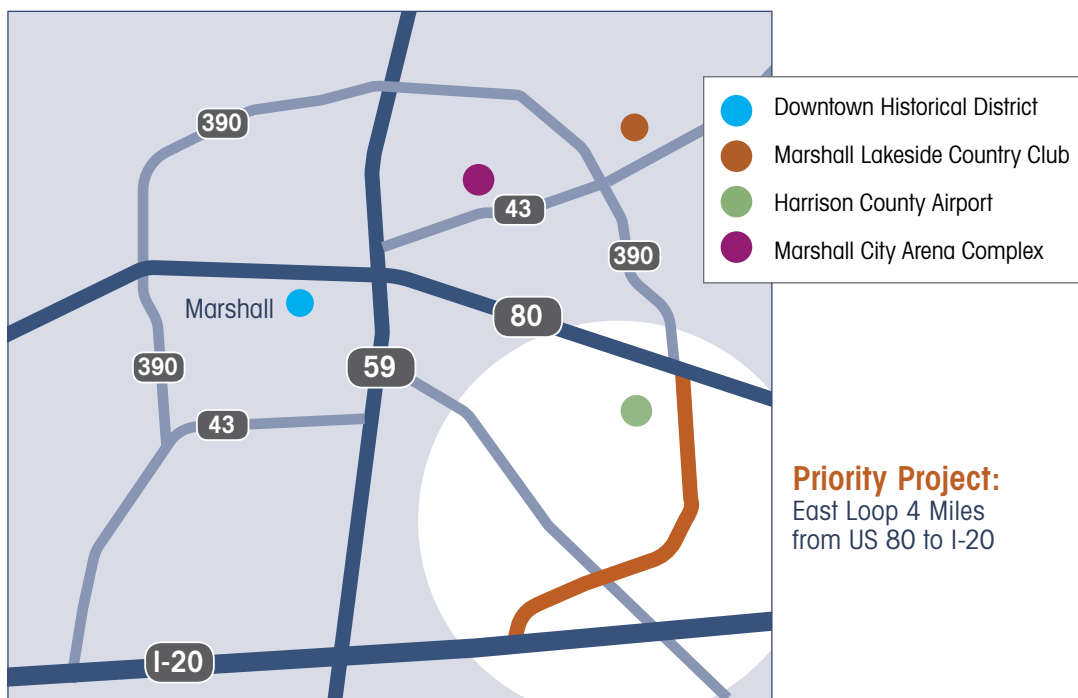 390
Downtown Historical District
Marshall Lakeside Country Club
Harrison County Airport
Marshall City Arena Complex
43
390
Marshall
80
390
59
43
Priority Project:
East Loop 4 Miles
from US 80 to I-20
I-20